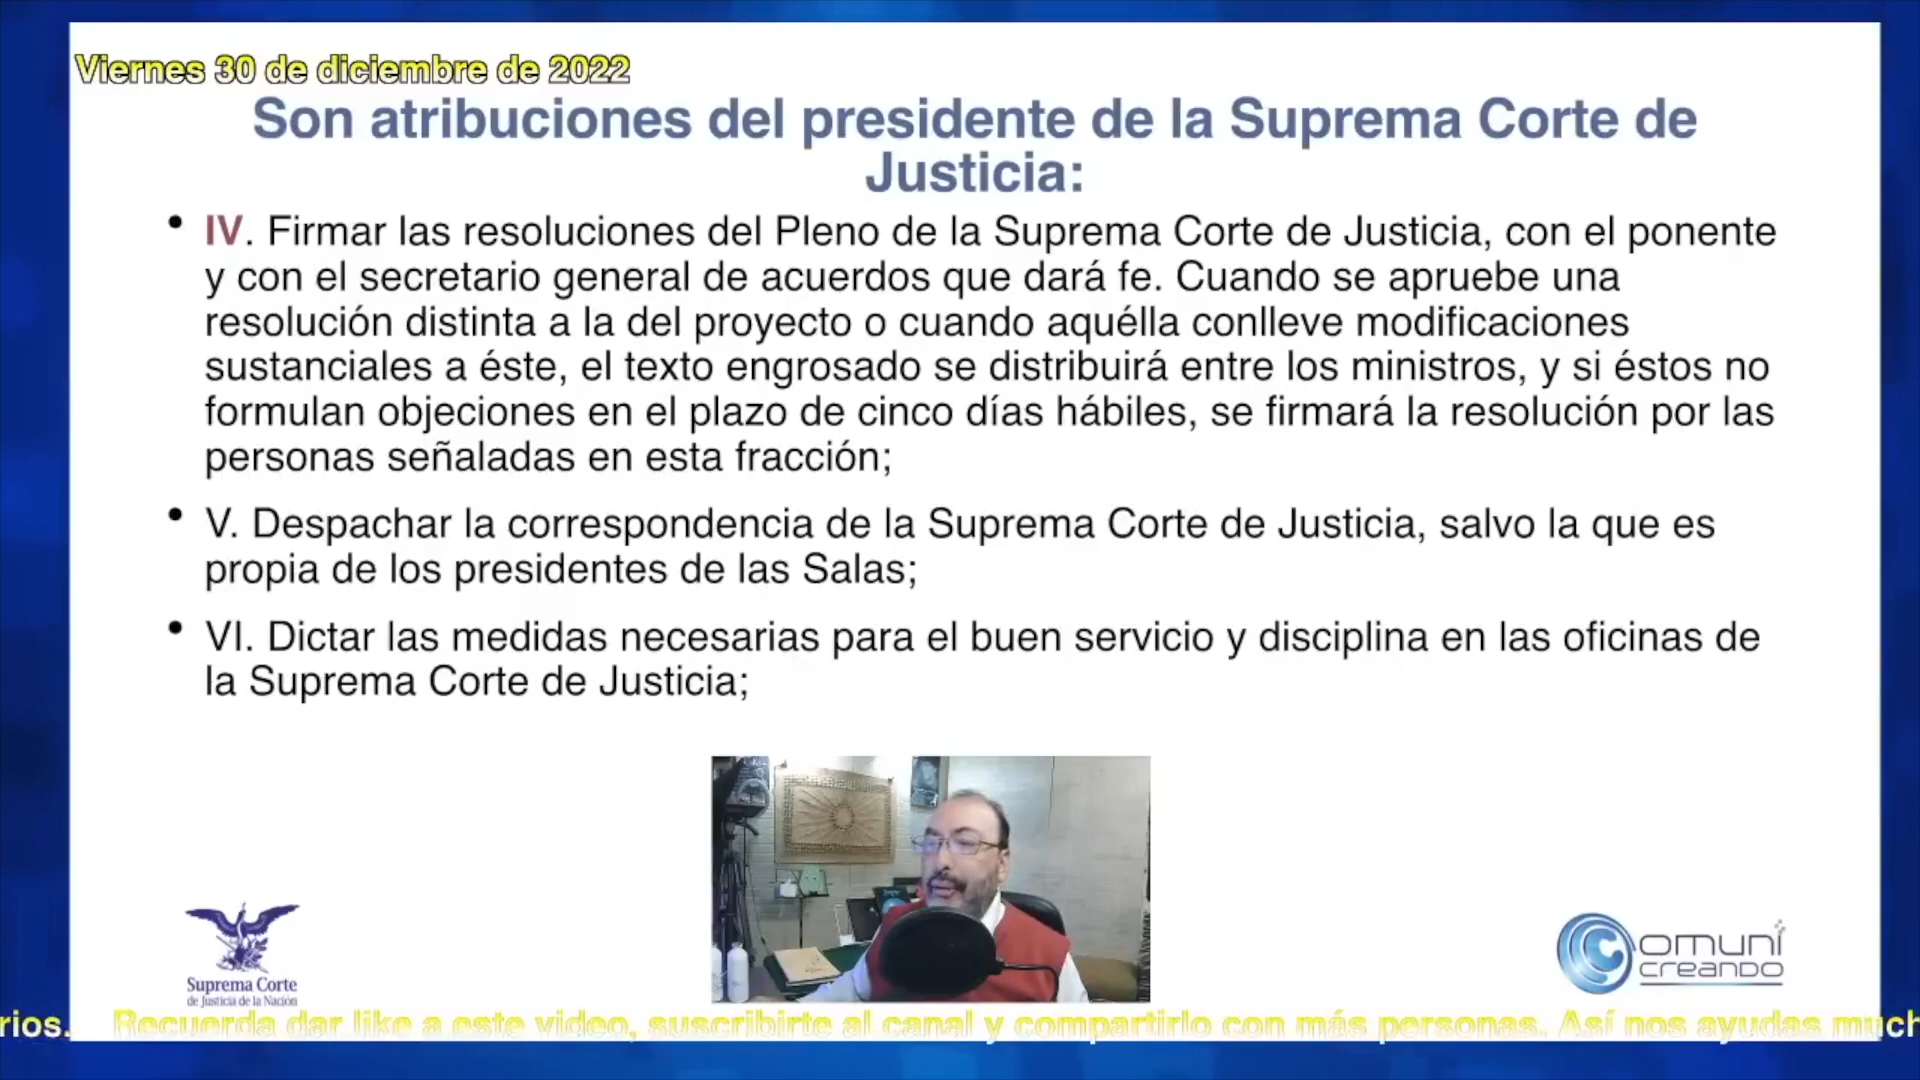 Viernes 30 de diciembre de 2022
Son atribuciones del presidente de la Suprema Corte de
Justicia:
• IV. Firmar las resoluciones del Pleno de la Suprema Corte de Justicia, con el ponente
y con el secretario general de acuerdos que dará fe. Cuando se apruebe una
resolución distinta a la del proyecto o cuando aquélla conlleve modificaciones
sustanciales a éste, el texto engrosado se distribuirá entre los ministros, y si éstos no
formulan objeciones en el plazo de cinco días hábiles, se firmará la resolución por las
personas señaladas en esta fracción;
• V. Despachar la correspondencia de la Suprema Corte de Justicia, salvo la que es
propia de los presidentes de las Salas;
• VI. Dictar las medidas necesarias para el buen servicio y disciplina en las oficinas de
la Suprema Corte de Justicia;
Suprema Corte
de Justicia de la Nación
Comuni
creando
rios. Recuerda dar like a este video, suscribirte al canal y compartirlo con más personas. Así nos ayudas much